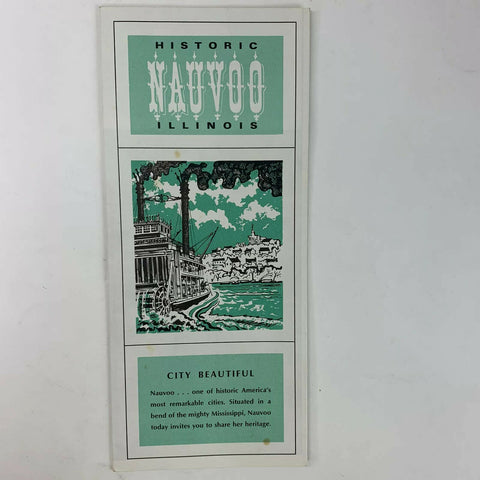 HISTORIC
NAUVOO
ILLINOIS
CITY BEAUTIFUL
Nauvoo . . . one of historic America's
most remarkable cities. Situated in a
bend of the mighty Mississippi, Nauvoo
today invites you to share her heritage.